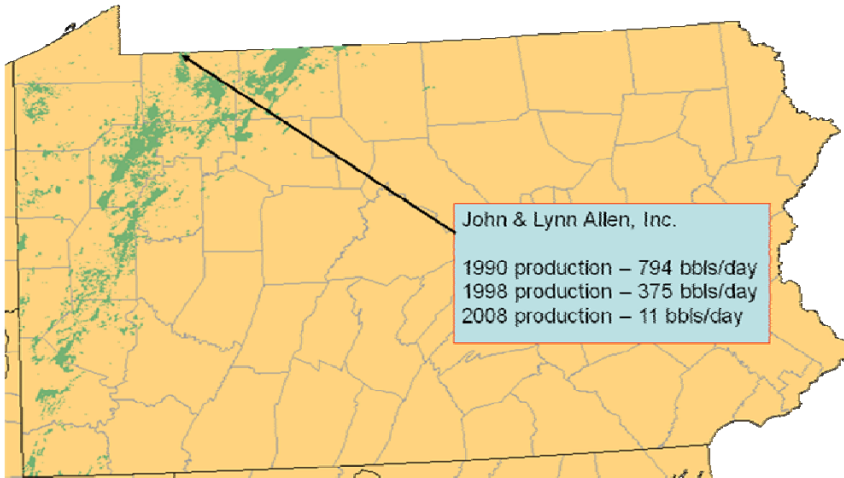 John & Lynn Allen, Inc.
1990 production – 794 bbls/day
1998 production – 375 bbls/day
2008 production – 11 bbls/day